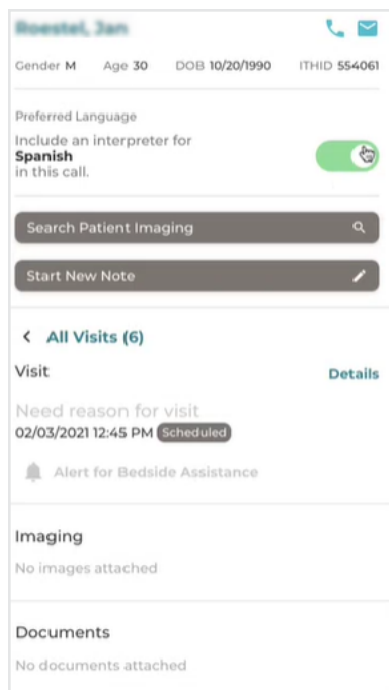 Roestel, Jan
Gender M Age 30 DOB 10/20/1990 ITHID 554061
Preferred Language
Include an interpreter for
Spanish
in this call.
Search Patient Imaging
Start New Note
< All Visits (6)
Visit Details
Need reason for visit
02/03/2021 12:45 PM Scheduled
Alert for Bedside Assistance
Imaging
No images attached
Documents
No documents attached